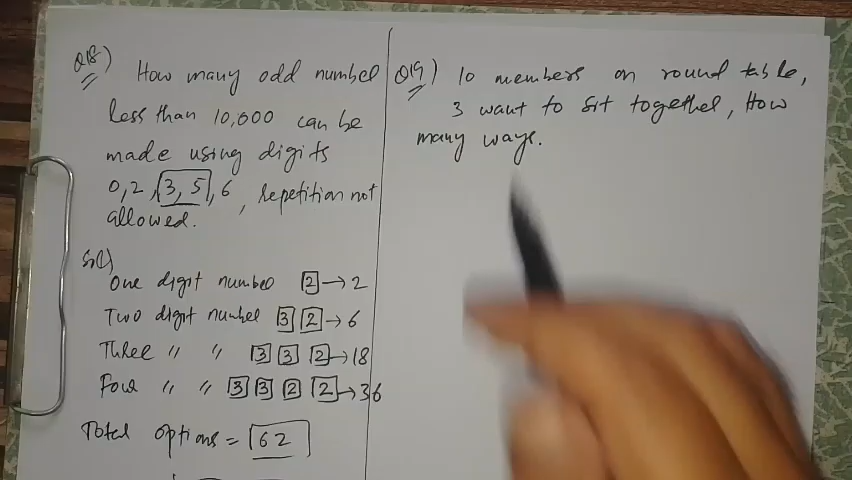 Q18)
How many odd number
less than 10,000 can be
made using digits
0, 2, 3, 5, 6, repetition not
allowed.
Sol)
One digit number 2 → 2
Two digit number 3 2 → 6
Three " " 3 3 2 → 18
Four " " 3 3 2 2 → 36
Total options = 62
Q19) 10 members on round table,
3 want to sit together, How
many ways.